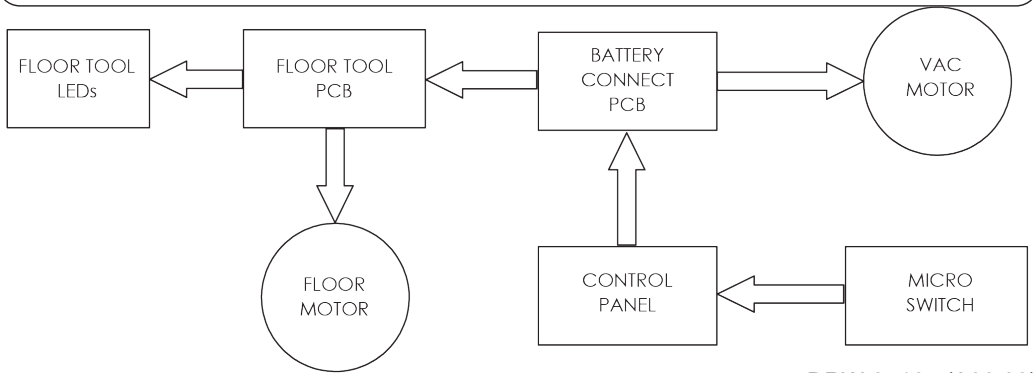 FLOOR TOOL
LEDs
FLOOR TOOL
PCB
BATTERY
CONNECT
PCB
VAC
MOTOR
FLOOR
MOTOR
CONTROL
PANEL
MICRO
SWITCH